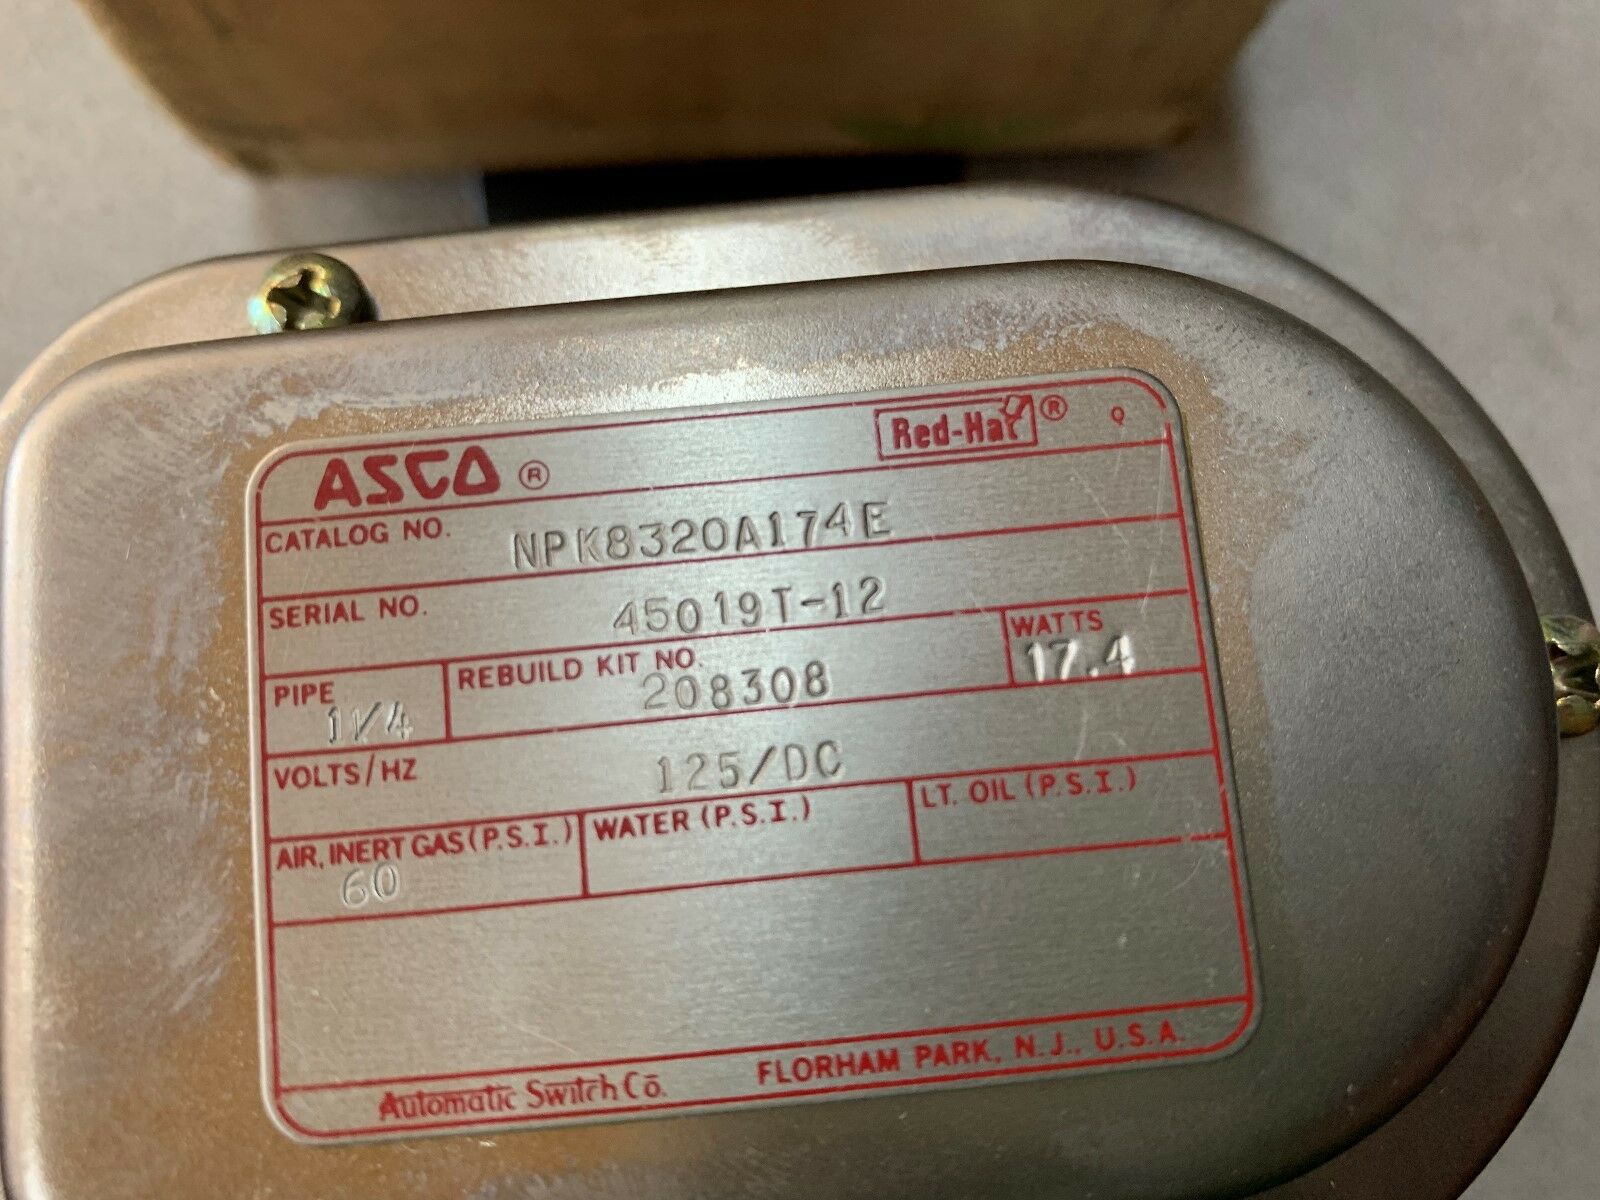 ASCO ® Red-Hat ® Q
CATALOG NO. NPK8320A174E
SERIAL NO. 45019T-12
PIPE 1/4 REBUILD KIT NO. 208308 WATTS 17.4
VOLTS/HZ 125/DC
AIR, INERT GAS (P.S.I.) 60 WATER (P.S.I.) LT. OIL (P.S.I.)
Automatic Switch Co. FLORHAM PARK, N.J., U.S.A.